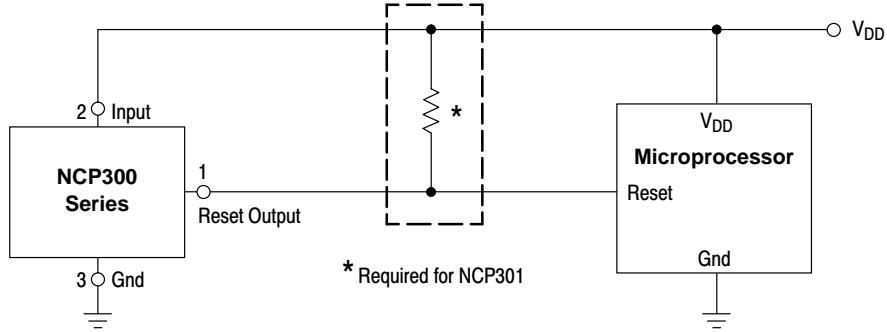 V_DD
2 Input
*
V_DD
NCP300
Series
1
Reset Output
Microprocessor
Reset
3 Gnd
* Required for NCP301
Gnd